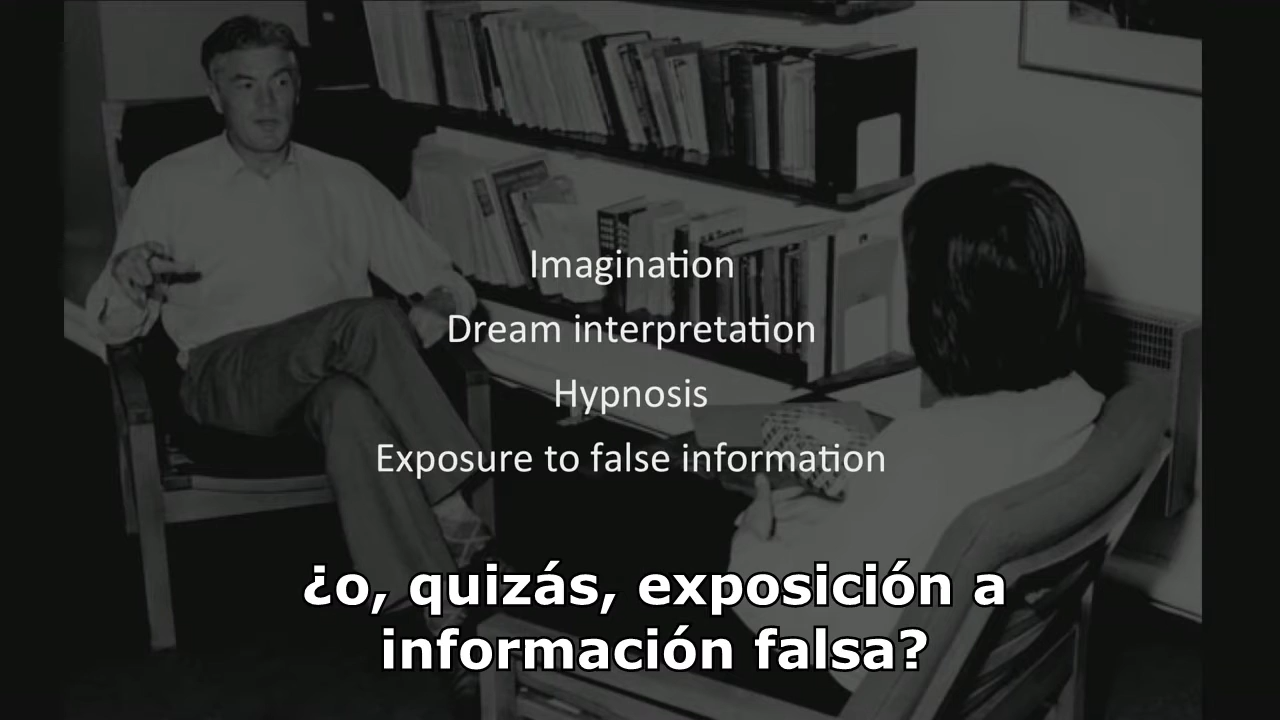 Imagination
Dream interpretation
Hypnosis
Exposure to false information
¿o, quizás, exposición a
información falsa?